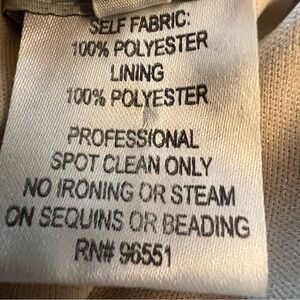 SELF FABRIC:
100% POLYESTER
LINING
100% POLYESTER
PROFESSIONAL
SPOT CLEAN ONLY
NO IRONING OR STEAM
ON SEQUINS OR BEADING
RN# 96551